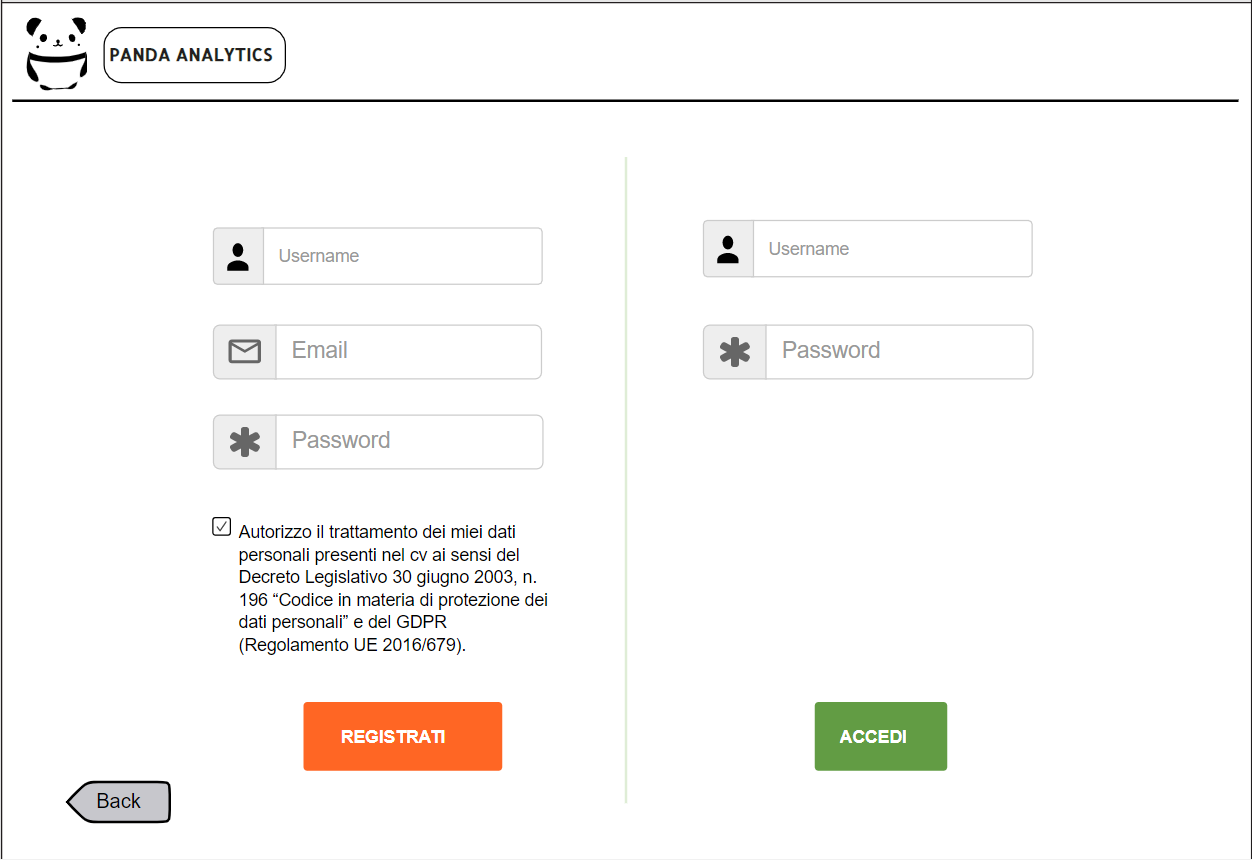 PANDA ANALYTICS
Username
Email
Password
Autorizzo il trattamento dei miei dati
personali presenti nel cv ai sensi del
Decreto Legislativo 30 giugno 2003, n.
196 “Codice in materia di protezione dei
dati personali” e del GDPR
(Regolamento UE 2016/679).
REGISTRATI
Back
Username
Password
ACCEDI